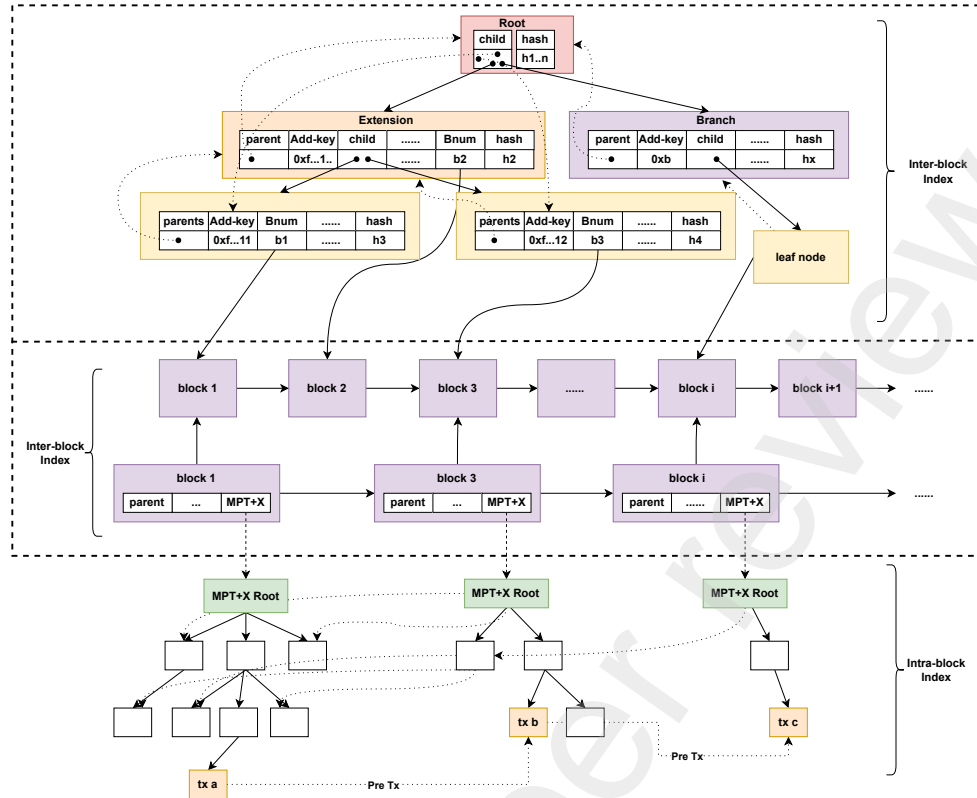 Root
child hash
h1..n
Extension
parent Add-key child ...... Bnum hash
0xf...1.. ...... b2 h2
Branch
parent Add-key child ...... hash
0xb ...... hx
Inter-block
Index
parents Add-key Bnum ...... hash
0xf...11 b1 ...... h3
parents Add-key Bnum ...... hash
0xf...12 b3 ...... h4
leaf node
block 1 block 2 block 3 ...... block i block i+1 ......
Inter-block
Index
block 1
parent ... MPT+X
block 3
parent ... MPT+X
block i
parent ...... MPT+X
......
MPT+X Root MPT+X Root MPT+X Root
Intra-block
Index
tx b tx c
Pre Tx
tx a Pre Tx
er review